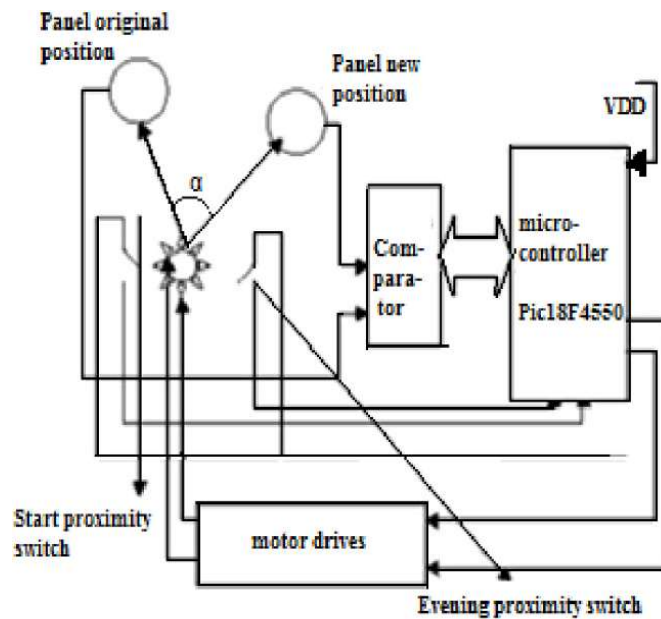 Panel original
position
Panel new
position
VDD
α
Com-
para-
tor
micro-
controller
Pic18F4550
Start proximity
switch
motor drives
Evening proximity switch